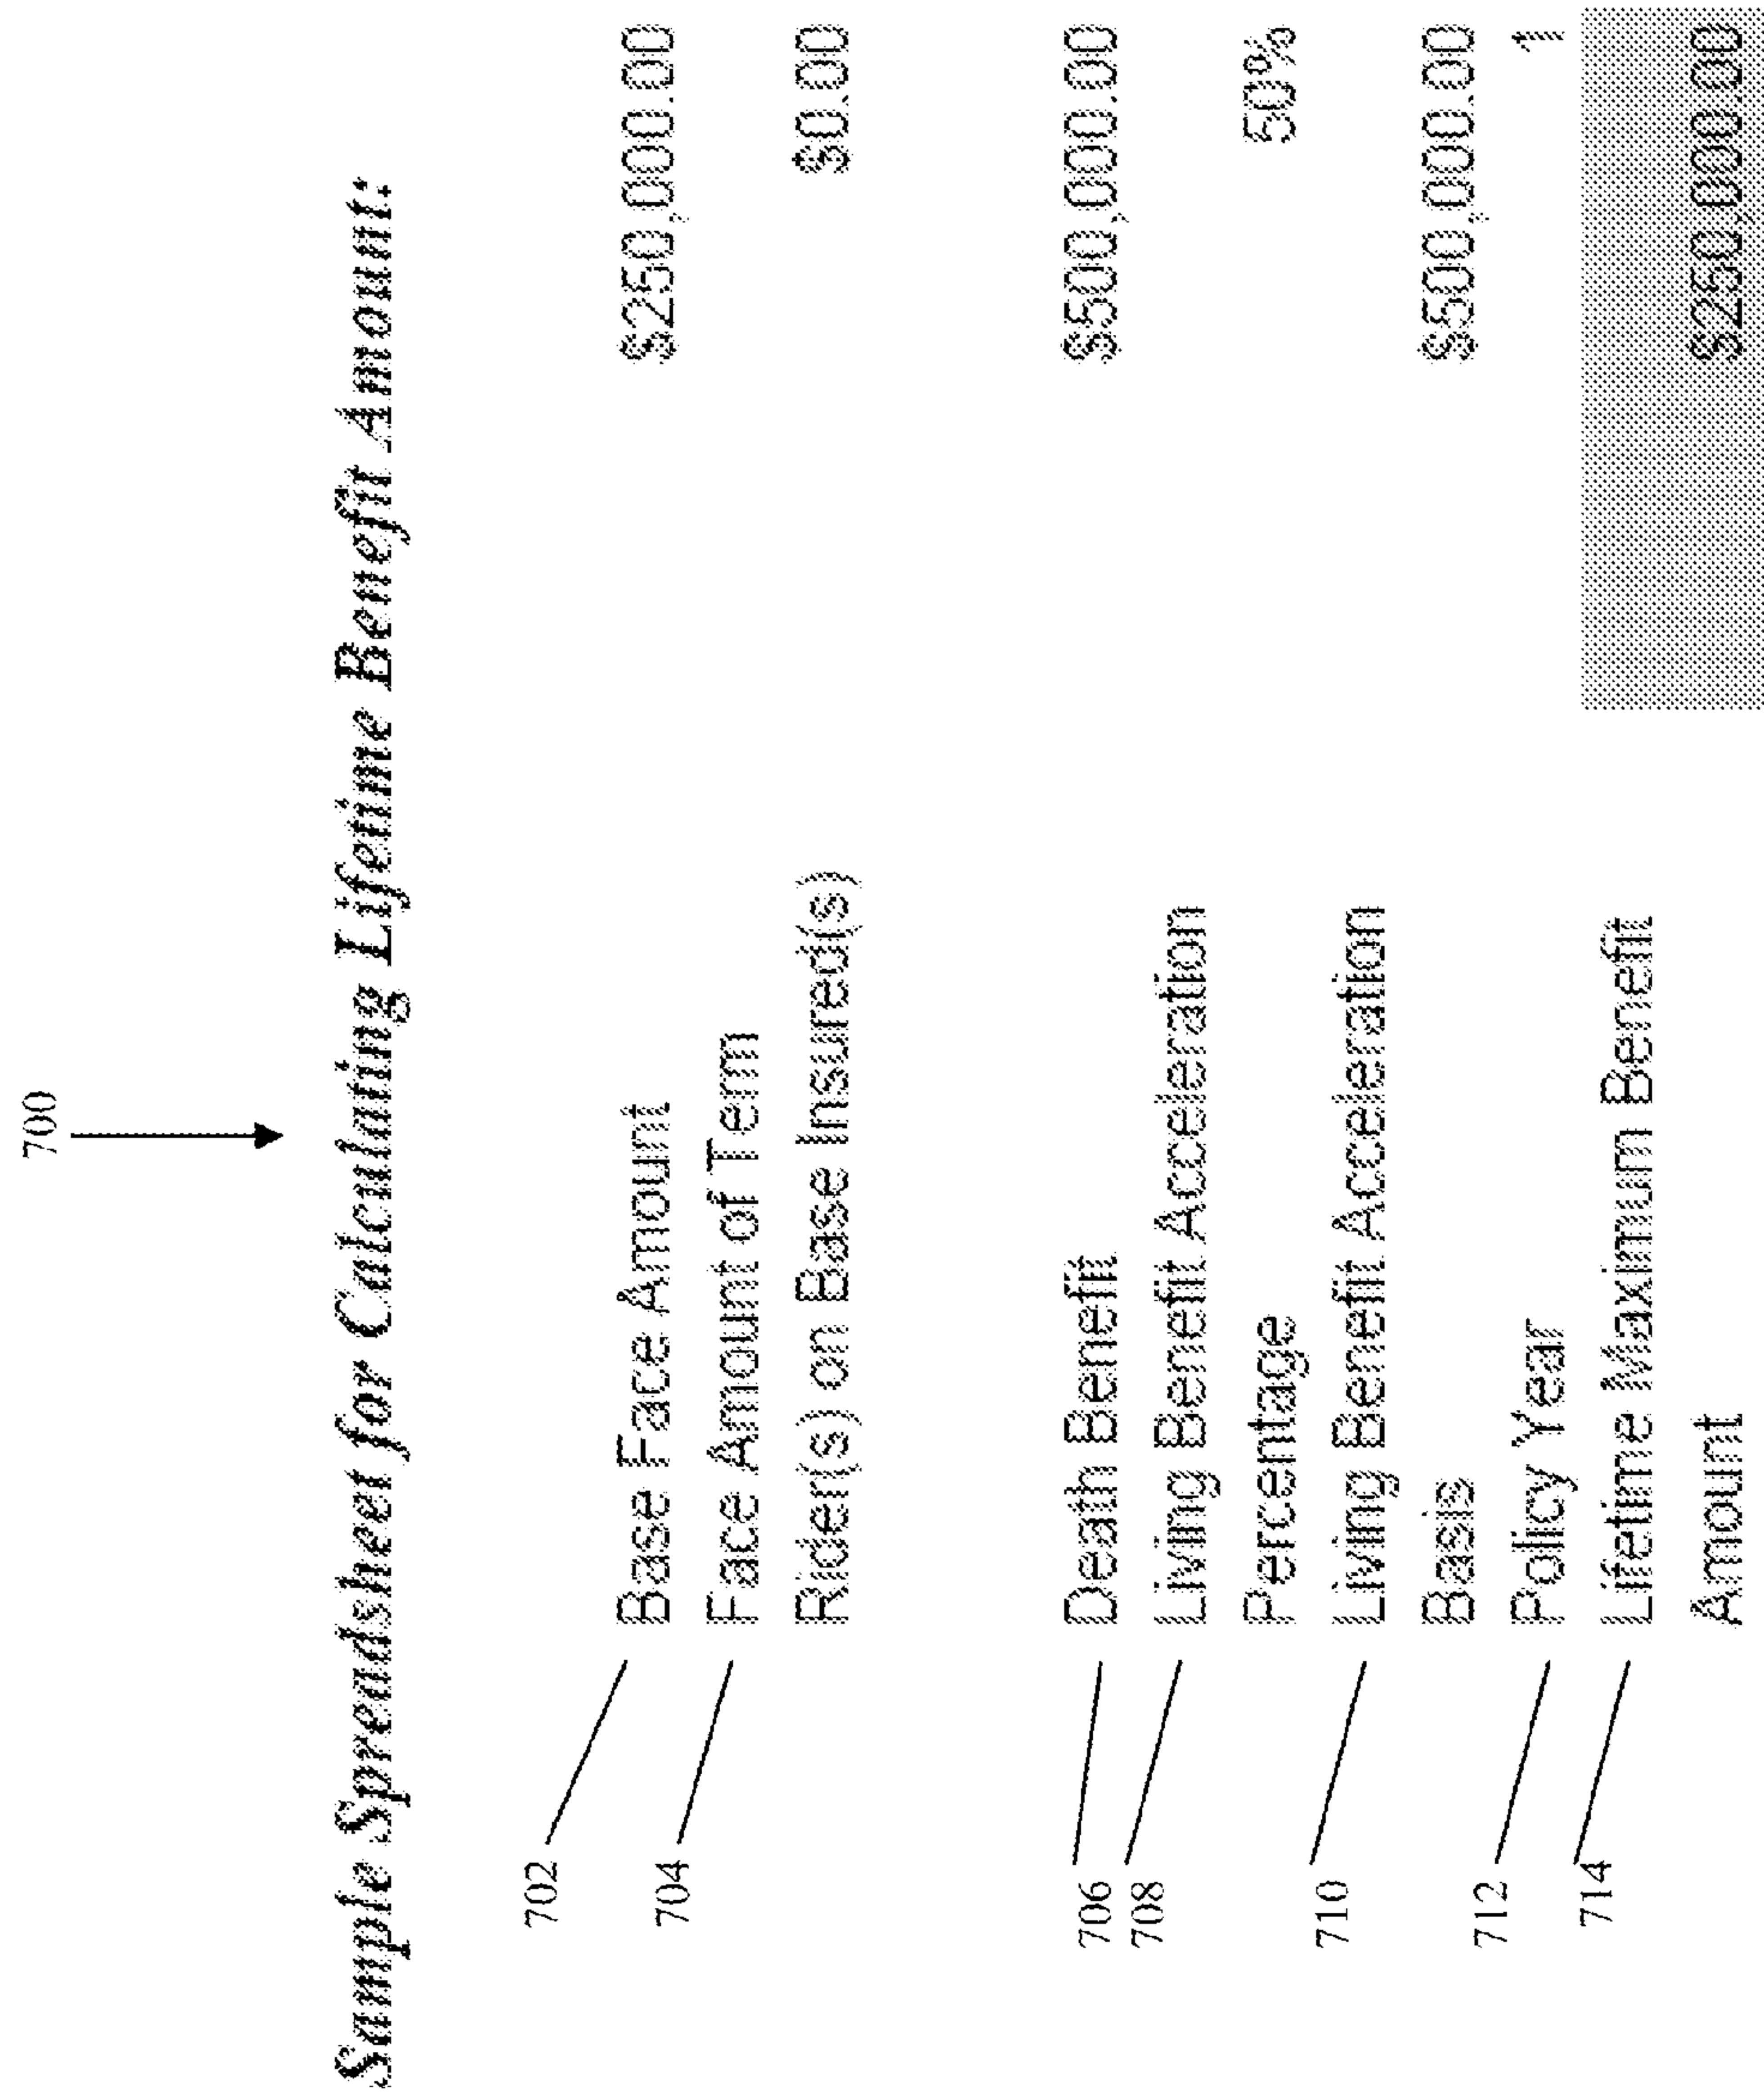 700
Sample Spreadsheet for Calculating Lifetime Benefit Amount:
702 Base Face Amount $250,000.00
704 Face Amount of Term
Rider(s) on Base Insured(s) $0.00
706 Death Benefit $500,000.00
708 Living Benefit Acceleration
Percentage 50%
710 Living Benefit Acceleration
Basis $500,000.00
712 Policy Year 1
714 Lifetime Maximum Benefit
Amount $250,000.00